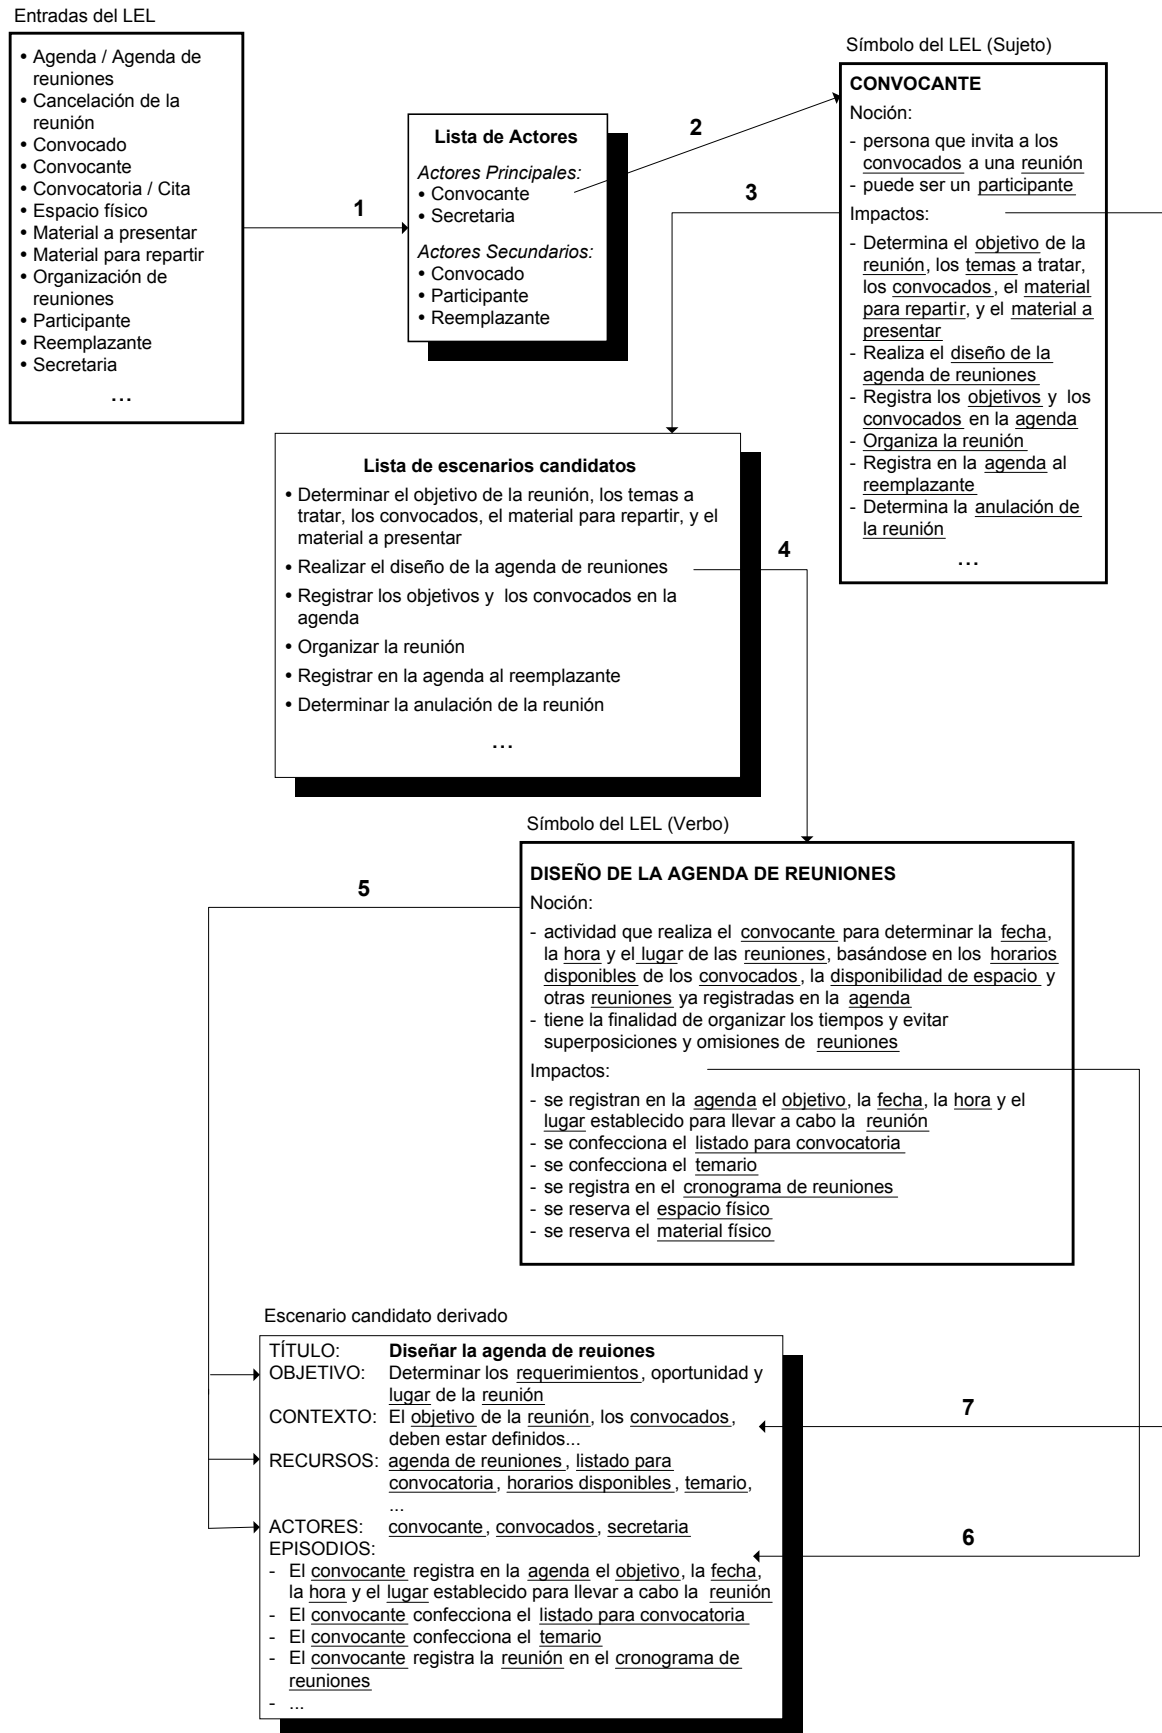 Entradas del LEL
• Agenda / Agenda de
reuniones
• Cancelación de la
reunión
• Convocado
• Convocante
• Convocatoria / Cita
• Espacio físico
• Material a presentar
• Material para repartir
• Organización de
reuniones
• Participante
• Reemplazante
• Secretaria
...
1
Lista de Actores
Actores Principales:
• Convocante
• Secretaria
Actores Secundarios:
• Convocado
• Participante
• Reemplazante
2
Símbolo del LEL (Sujeto)
CONVOCANTE
Noción:
- persona que invita a los
convocados a una reunión
- puede ser un participante
Impactos:
- Determina el objetivo de la
reunión, los temas a tratar,
los convocados, el material
para repartir, y el material a
presentar
- Realiza el diseño de la
agenda de reuniones
- Registra los objetivos y los
convocados en la agenda
- Organiza la reunión
- Registra en la agenda al
reemplazante
- Determina la anulación de
la reunión
...
3
Lista de escenarios candidatos
• Determinar el objetivo de la reunión, los temas a
tratar, los convocados, el material para repartir, y el
material a presentar
• Realizar el diseño de la agenda de reuniones
• Registrar los objetivos y los convocados en la
agenda
• Organizar la reunión
• Registrar en la agenda al reemplazante
• Determinar la anulación de la reunión
...
4
Símbolo del LEL (Verbo)
DISEÑO DE LA AGENDA DE REUNIONES
Noción:
- actividad que realiza el convocante para determinar la fecha,
la hora y el lugar de las reuniones, basándose en los horarios
disponibles de los convocados, la disponibilidad de espacio y
otras reuniones ya registradas en la agenda
- tiene la finalidad de organizar los tiempos y evitar
superposiciones y omisiones de reuniones
Impactos:
- se registran en la agenda el objetivo, la fecha, la hora y el
lugar establecido para llevar a cabo la reunión
- se confecciona el listado para convocatoria
- se confecciona el temario
- se registra en el cronograma de reuniones
- se reserva el espacio físico
- se reserva el material físico
5
Escenario candidato derivado
TÍTULO: Diseñar la agenda de reuiones
OBJETIVO: Determinar los requerimientos, oportunidad y
lugar de la reunión
CONTEXTO: El objetivo de la reunión, los convocados,
deben estar definidos...
RECURSOS: agenda de reuniones, listado para
convocatoria, horarios disponibles, temario,
...
ACTORES: convocante, convocados, secretaria
EPISODIOS:
- El convocante registra en la agenda el objetivo, la fecha,
la hora y el lugar establecido para llevar a cabo la reunión
- El convocante confecciona el listado para convocatoria
- El convocante confecciona el temario
- El convocante registra la reunión en el cronograma de
reuniones
- ...
7
6